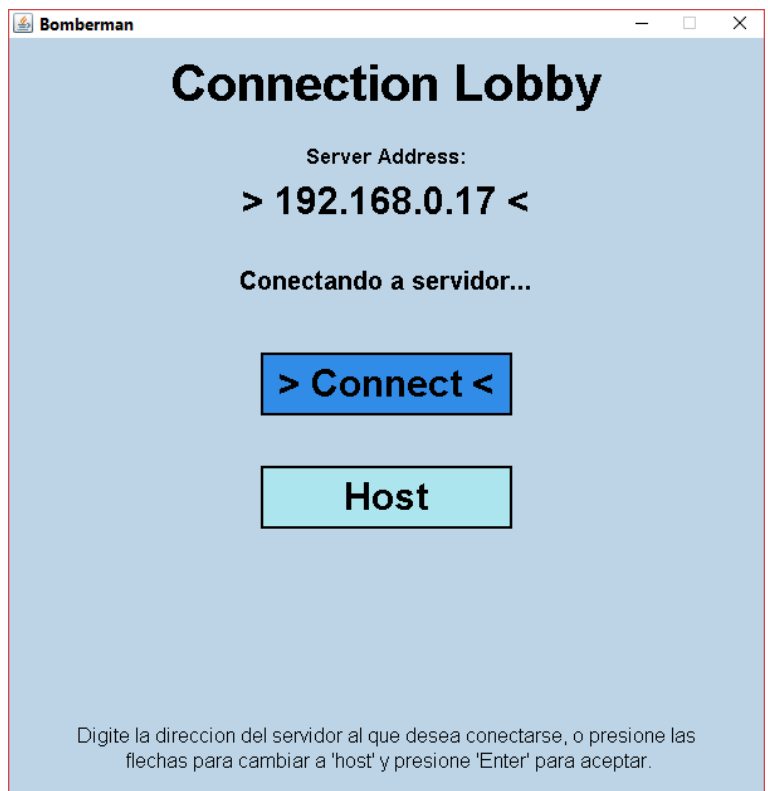 Bomberman
Connection Lobby
Server Address:
> 192.168.0.17 <
Conectando a servidor...
> Connect <
Host
Digite la direccion del servidor al que desea conectarse, o presione las
flechas para cambiar a 'host' y presione 'Enter' para aceptar.